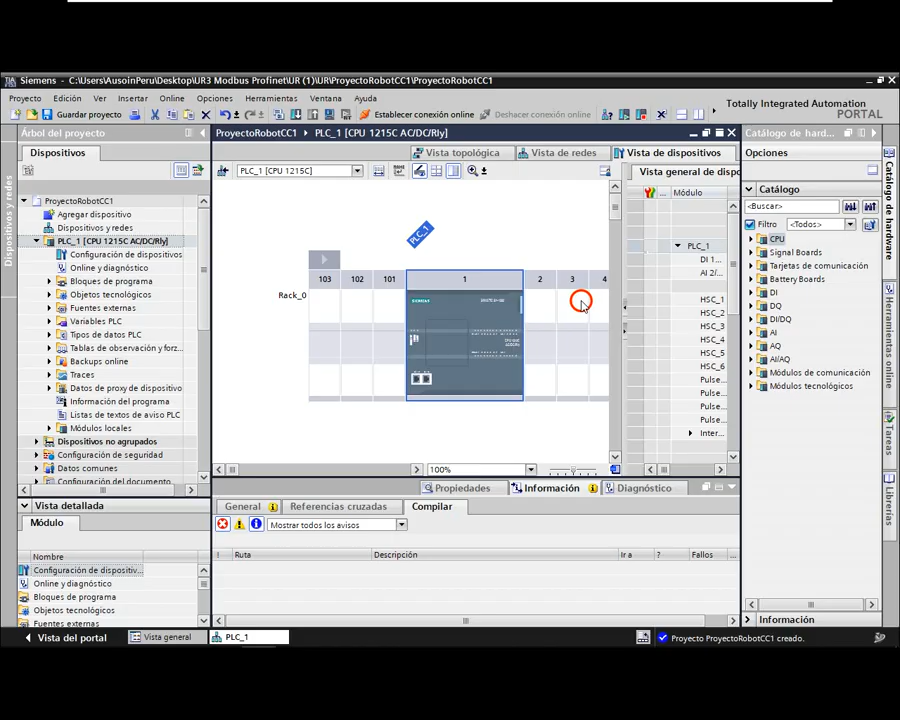 Siemens - C:\Users\AusoinPeru\Desktop\UR3 Modbus Profinet\UR (1)\UR\ProyectoRobotCC1\ProyectoRobotCC1
Proyecto Edición Ver Insertar Online Opciones Herramientas Ventana Ayuda
Totally Integrated Automation
PORTAL
Guardar proyecto Establecer conexión online Deshacer conexión online
Árbol del proyecto
ProyectoRobotCC1 ▸ PLC_1 [CPU 1215C AC/DC/Rly]
Catálogo de hard...
Dispositivos
Vista topológica Vista de redes Vista de dispositivos
Opciones
PLC_1 [CPU 1215C]
Vista general de dispo
Módulo
Catálogo
<Buscar>
Filtro <Todos>
ProyectoRobotCC1
Agregar dispositivo
Dispositivos y redes
PLC_1 [CPU 1215C AC/DC/Rly]
Configuración de dispositivos
Online y diagnóstico
Bloques de programa
Objetos tecnológicos
Fuentes externas
Variables PLC
Tipos de datos PLC
Tablas de observación y forz...
Backups online
Traces
Datos de proxy de dispositivo
Información del programa
Listas de textos de aviso PLC
Módulos locales
Dispositivos no agrupados
Configuración de seguridad
Datos comunes
Configuración del documento
PLC_1
103 102 101 1 2 3 4
Rack_0
SIEMENS
PLC_1
DI 1...
AI 2/...
HSC_1
HSC_2
HSC_3
HSC_4
HSC_5
HSC_6
Pulse...
Pulse...
Pulse...
Pulse...
Inter...
CPU
Signal Boards
Tarjetas de comunicación
Battery Boards
DI
DQ
DI/DQ
AI
AQ
AI/AQ
Módulos de comunicación
Módulos tecnológicos
100%
Propiedades Información Diagnóstico
General Referencias cruzadas Compilar
Mostrar todos los avisos
! Ruta Descripción Ir a ? Fallos ...
Vista detallada
Módulo
Nombre
Configuración de dispositiv...
Online y diagnóstico
Bloques de programa
Objetos tecnológicos
Fuentes externas
Información
Dispositivos y redes
Catálogo de hardware
Herramientas online
Tareas
Librerías
Vista del portal Vista general PLC_1 Proyecto ProyectoRobotCC1 creado.